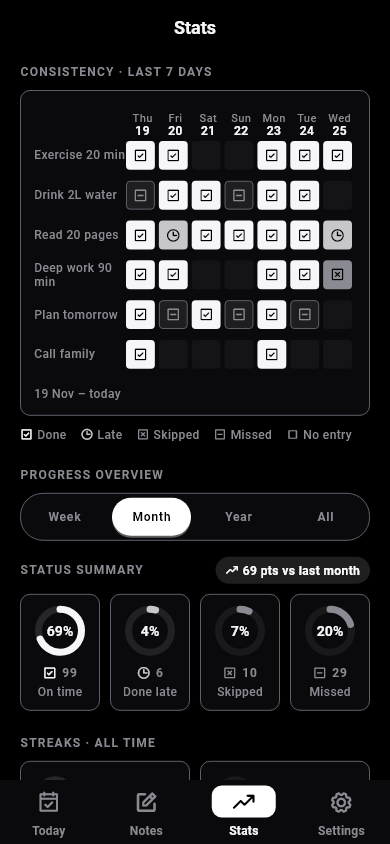 Stats
CONSISTENCY · LAST 7 DAYS
Thu Fri Sat Sun Mon Tue Wed
19 20 21 22 23 24 25
Exercise 20 min
Drink 2L water
Read 20 pages
Deep work 90
min
Plan tomorrow
Call family
19 Nov – today
Done Late Skipped Missed No entry
PROGRESS OVERVIEW
Week Month Year All
STATUS SUMMARY
69 pts vs last month
69% 4% 7% 20%
99 6 10 29
On time Done late Skipped Missed
STREAKS · ALL TIME
Today Notes Stats Settings